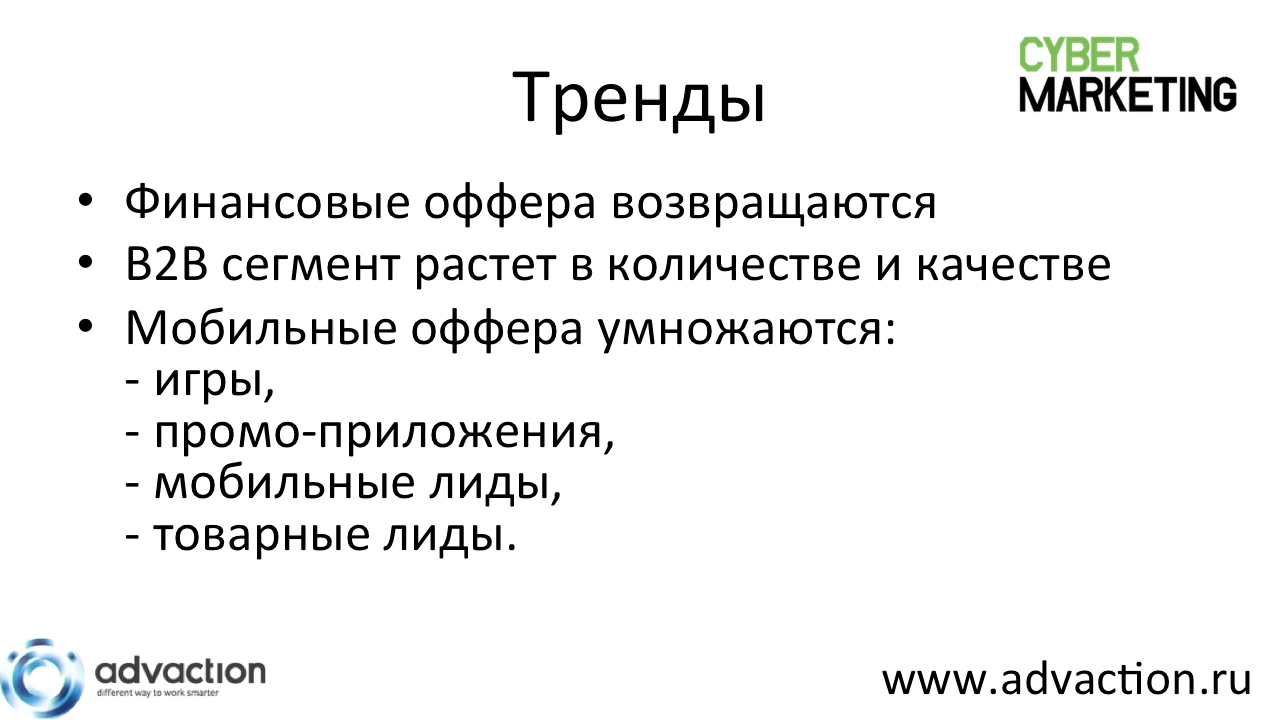 CYBER
MARKETING
Тренды
• Финансовые оффера возвращаются
• B2B сегмент растет в количестве и качестве
• Мобильные оффера умножаются:
- игры,
- промо-приложения,
- мобильные лиды,
- товарные лиды.
advaction
different way to work smarter
www.advaction.ru